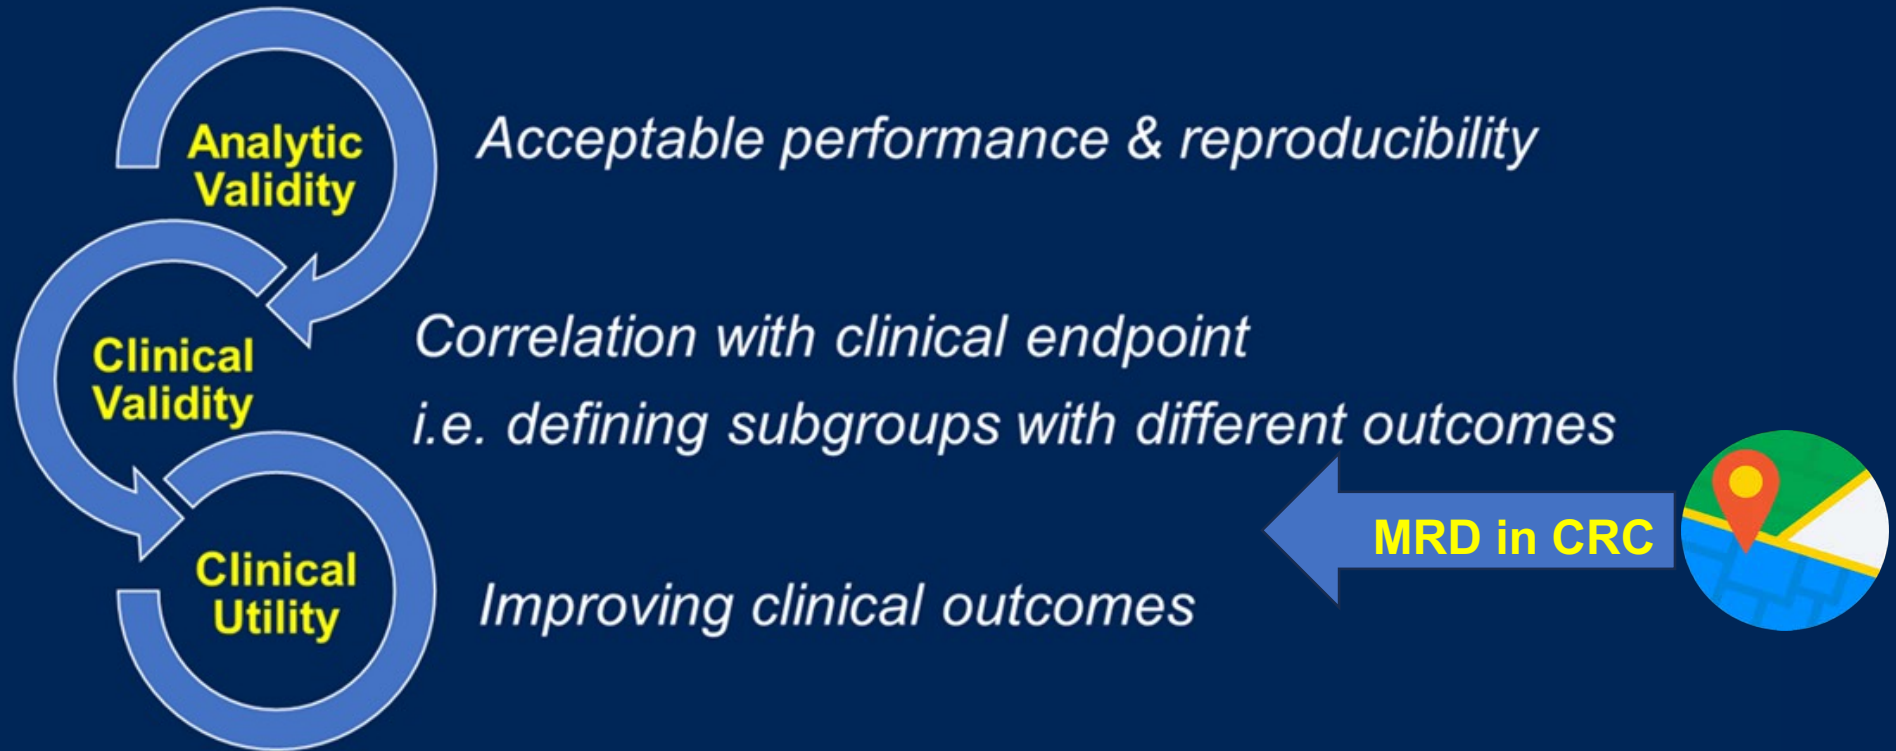 Analytic
Validity
Acceptable performance & reproducibility
Clinical
Validity
Correlation with clinical endpoint
i.e. defining subgroups with different outcomes
MRD in CRC
Clinical
Utility
Improving clinical outcomes